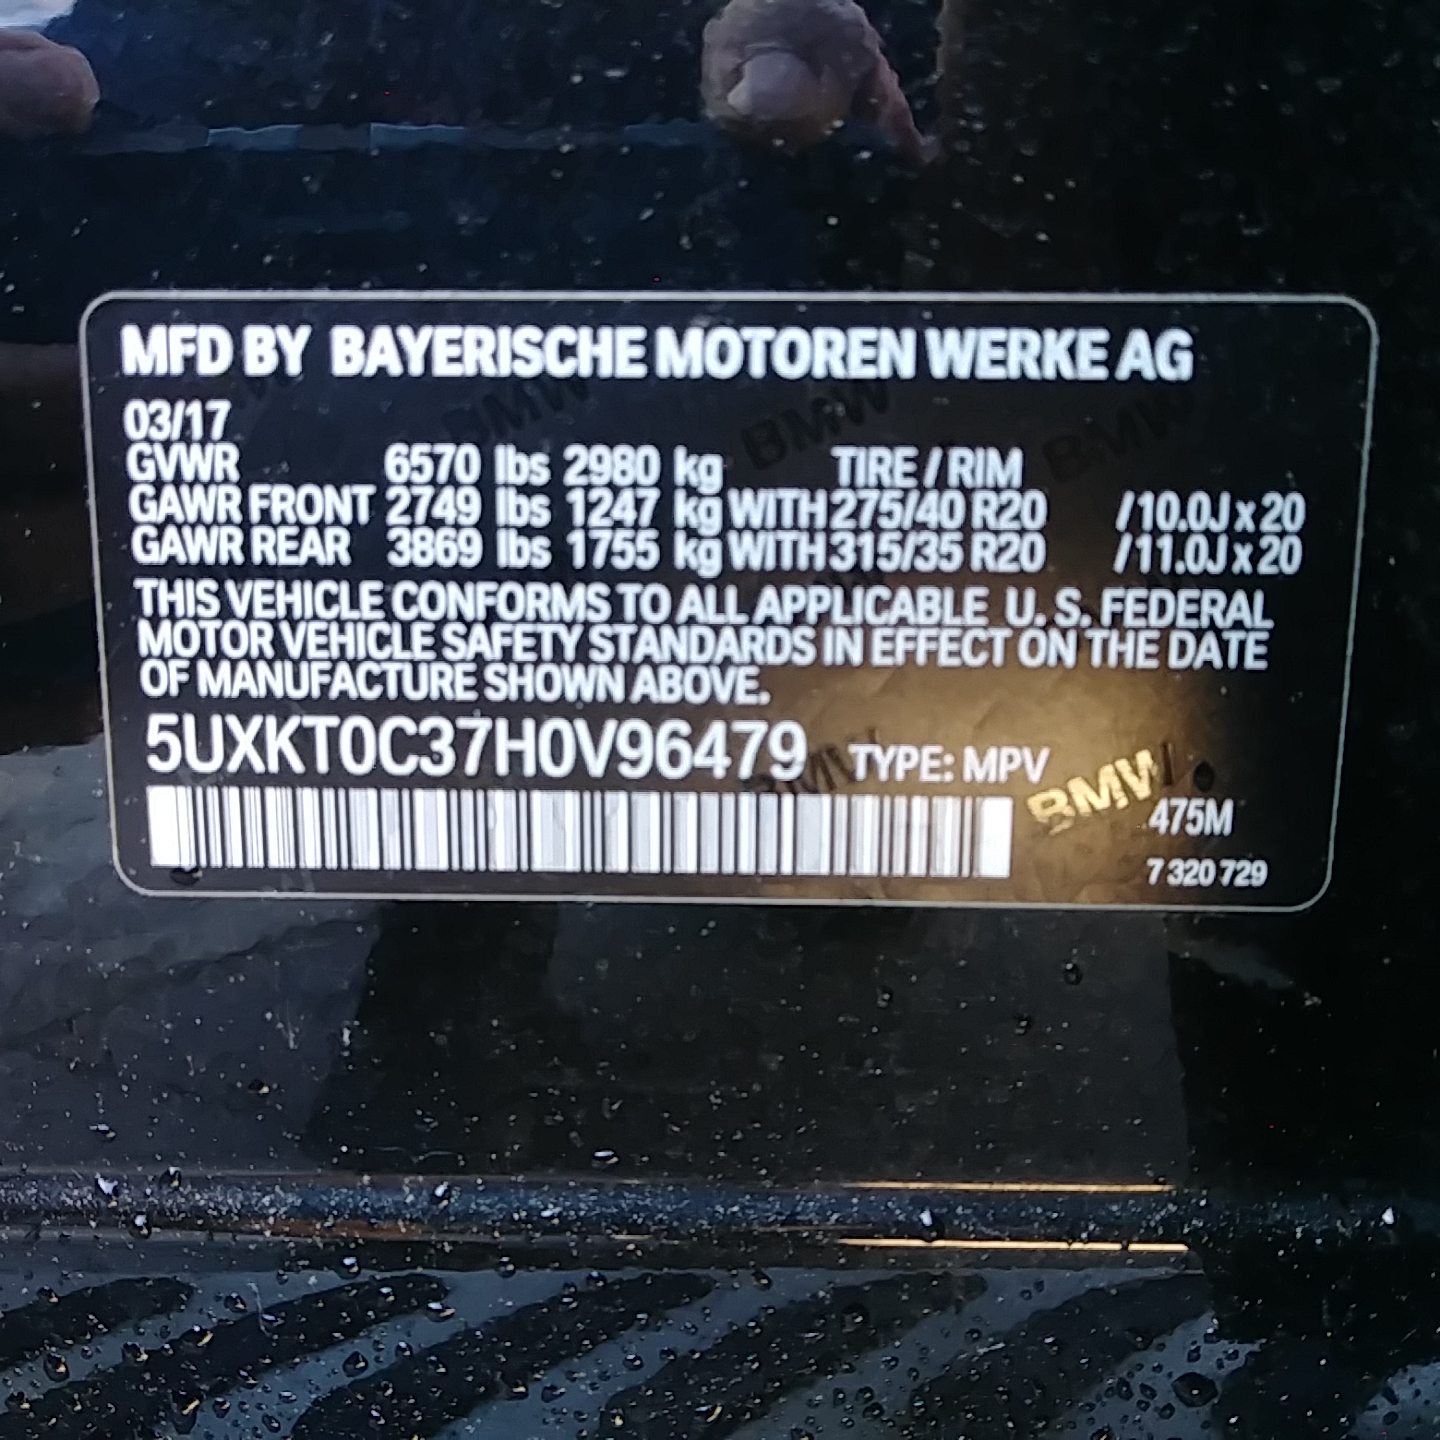 MFD BY BAYERISCHE MOTOREN WERKE AG
03/17
GVWR 6570 lbs 2980 kg TIRE / RIM
GAWR FRONT 2749 lbs 1247 kg WITH 275/40 R20 /10.0J x 20
GAWR REAR 3869 lbs 1755 kg WITH 315/35 R20 /11.0J x 20
THIS VEHICLE CONFORMS TO ALL APPLICABLE U. S. FEDERAL
MOTOR VEHICLE SAFETY STANDARDS IN EFFECT ON THE DATE
OF MANUFACTURE SHOWN ABOVE.
5UXKT0C37H0V96479 TYPE: MPV
BMW 475M
7 320 729